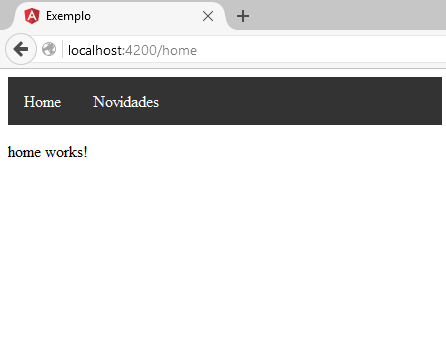 Exemplo
localhost:4200/home
Home Novidades
home works!